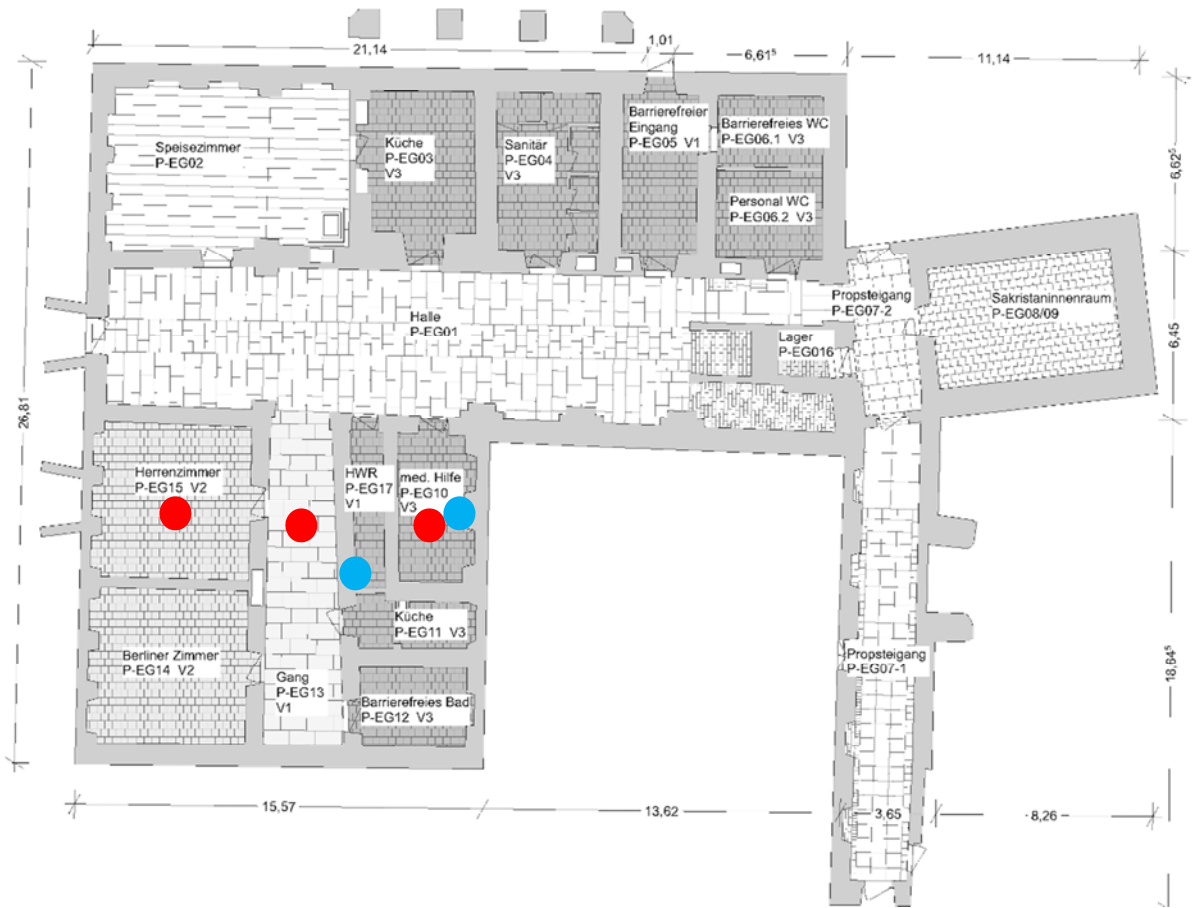 21,14
1,01
6,61⁵
11,14
26,81
Speisezimmer
P-EG02
Küche
P-EG03
V3
Sanitär
P-EG04
V3
Barrierefreier
Eingang
P-EG05 V1
Barrierefreies WC
P-EG06.1 V3
Personal WC
P-EG06.2 V3
6,62⁵
Halle
P-EG01
Propsteigang
P-EG07-2
Sakristaninnenraum
P-EG08/09
Lager
P-EG016
6,45
Herrenzimmer
P-EG15 V2
HWR
P-EG17
V1
med. Hilfe
P-EG10
V3
Küche
P-EG11 V3
Berliner Zimmer
P-EG14 V2
Gang
P-EG13
V1
Barrierefreies Bad
P-EG12 V3
Propsteigang
P-EG07-1
18,64⁵
15,57
13,62
3,65
8,26